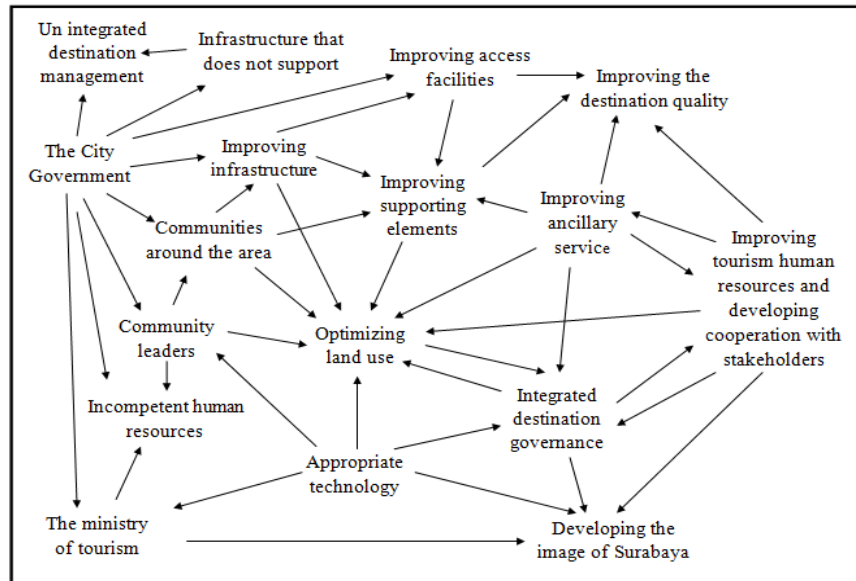 Un integrated
destination
management
Infrastructure that
does not support
Improving access
facilities
Improving the
destination quality
The City
Government
Improving
infrastructure
Improving
supporting
elements
Improving
ancillary
service
Communities
around the area
Improving
tourism human
resources and
developing
cooperation with
stakeholders
Community
leaders
Optimizing
land use
Incompetent human
resources
Integrated
destination
governance
Appropriate
technology
The ministry
of tourism
Developing the
image of Surabaya